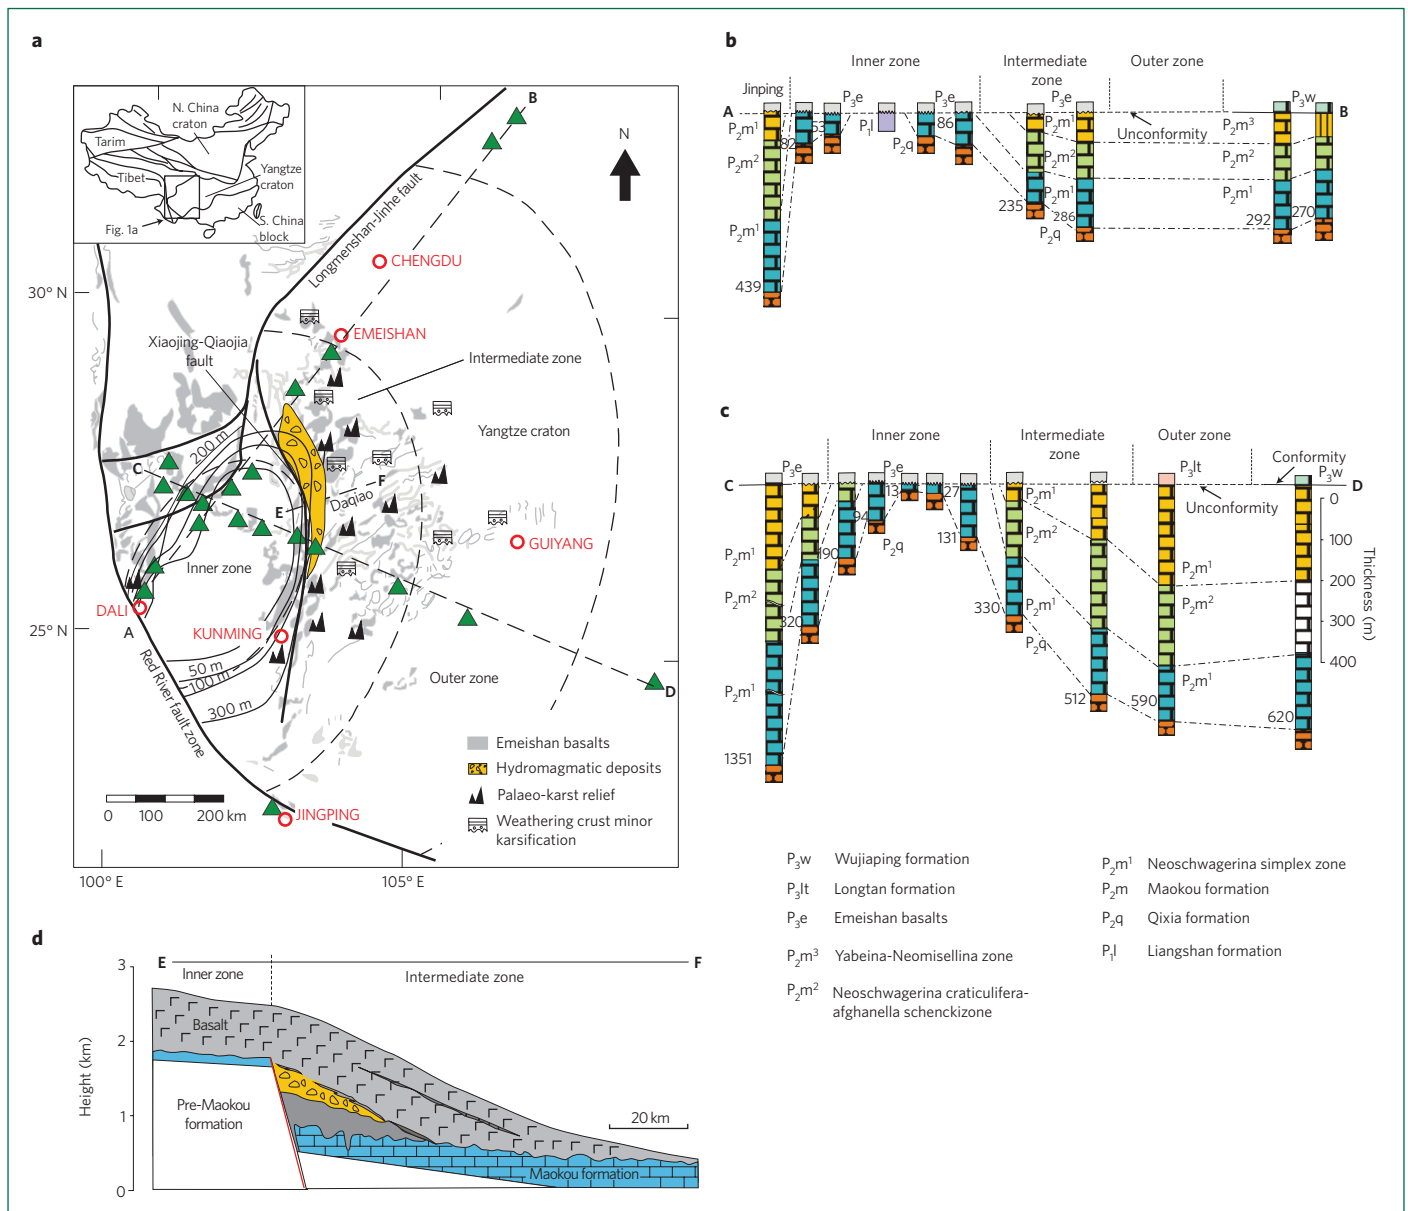 a
N. China
craton
Tarim
Tibet
Yangtze
craton
S. China
block
Fig. 1a
B
N
Longmenshan-Jinhe fault
CHENGDU
30° N
EMEISHAN
Xiaojing-Qiaojia
fault
Intermediate zone
Yangtze craton
200 m
C
F
E
Daqiao
GUIYANG
Inner zone
DALI
A
25° N
KUNMING
Red River fault zone
50 m
100 m
300 m
Outer zone
D
Emeishan basalts
Hydromagmatic deposits
Palaeo-karst relief
Weathering crust minor
karsification
0 100 200 km
JINGPING
100° E
105° E
b
Inner zone
Intermediate
zone
Outer zone
Jinping
A
P3e
P3e
P3e
P3w
B
P2m1
P2m2
P2m1
439
82
53
P1l
P2q
86
P2m1
P2m2
P2m1
235
286
P2q
Unconformity
P2m3
P2m2
P2m1
292
270
c
Inner zone
Intermediate
zone
Outer zone
Conformity
C
P3e
P3e
P3lt
P3w
D
Unconformity
P2m1
P2m2
P2m1
1351
320
190
94
13
P2q
27
131
P2m1
P2m2
P2m1
330
P2q
512
590
P2m1
P2m2
P2m1
620
0
100
200
300
400
Thickness (m)
P3w Wujiaping formation
P3lt Longtan formation
P3e Emeishan basalts
P2m3 Yabeina-Neomisellina zone
P2m2 Neoschwagerina craticulifera-
afghanella schenckizone
P2m1 Neoschwagerina simplex zone
P2m Maokou formation
P2q Qixia formation
P1l Liangshan formation
d
E
F
Inner zone
Intermediate zone
3
2
1
0
Height (km)
Basalt
Pre-Maokou
formation
20 km
Maokou formation